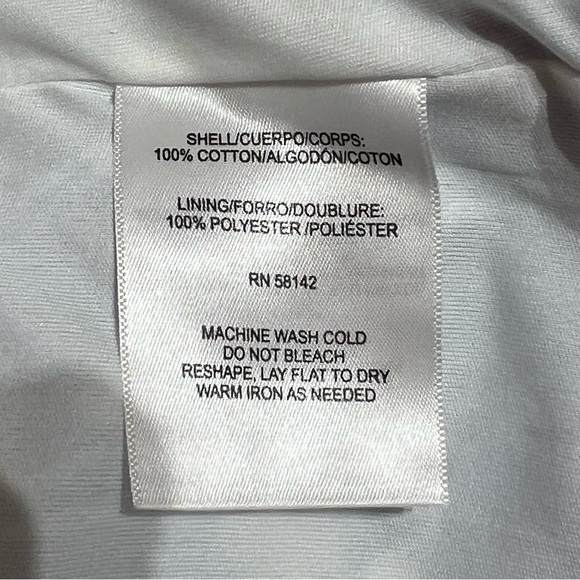 SHELL/CUERPO/CORPS:
100% COTTON/ALGODÓN/COTON
LINING/FORRO/DOUBLURE:
100% POLYESTER /POLIÉSTER
RN 58142
MACHINE WASH COLD
DO NOT BLEACH
RESHAPE, LAY FLAT TO DRY
WARM IRON AS NEEDED